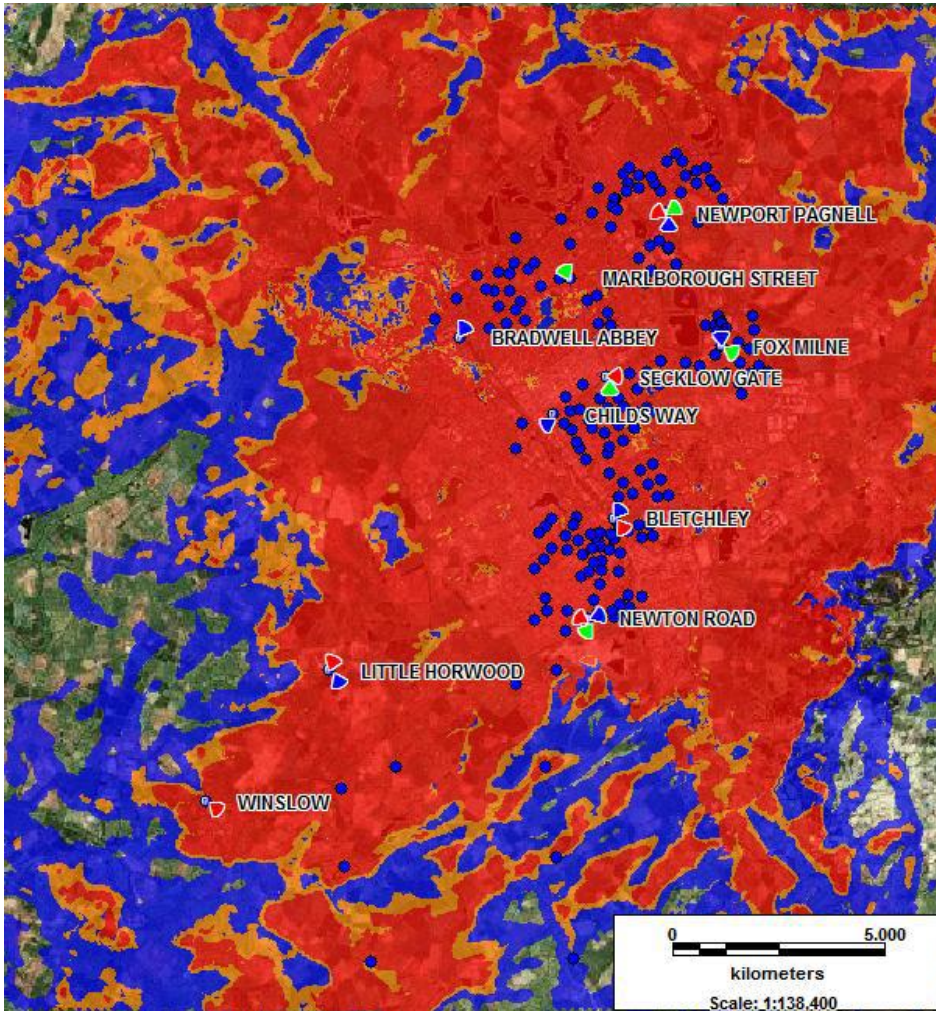 NEWPORT PAGNELL
MARLBOROUGH STREET
BRADWELL ABBEY
FOX MILNE
SECKLOW GATE
CHILDS WAY
BLETCHLEY
NEWTON ROAD
LITTLE HORWOOD
WINSLOW
0 5.000
kilometers
Scale: 1:138,400